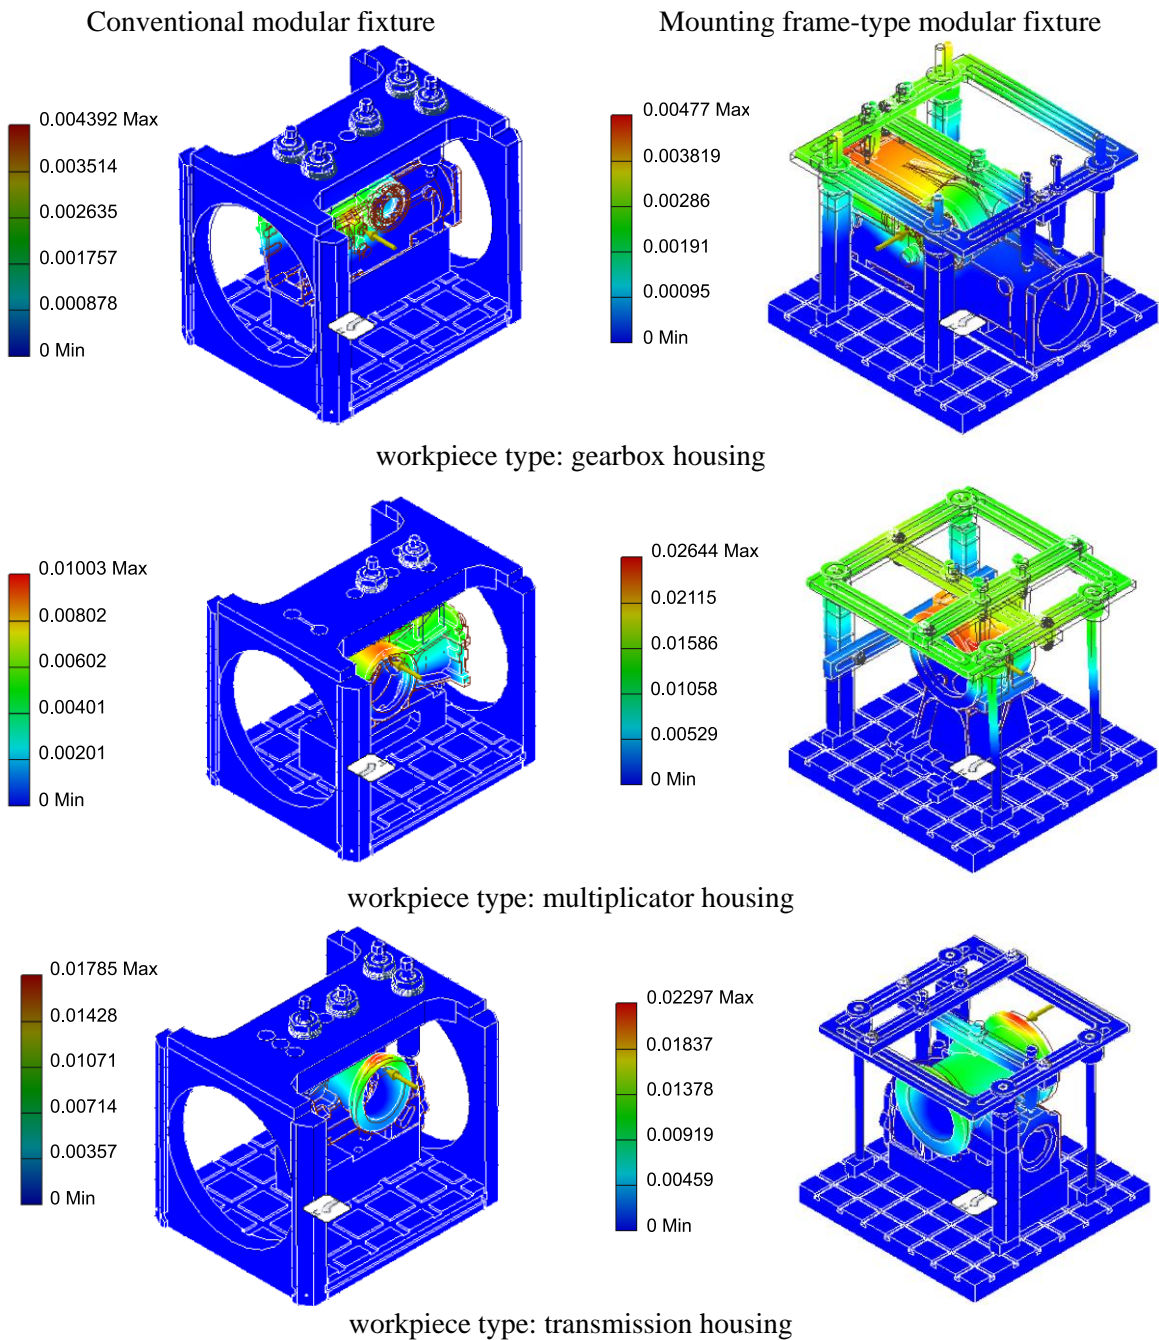 Conventional modular fixture
Mounting frame-type modular fixture
0.004392 Max
0.003514
0.002635
0.001757
0.000878
0 Min
0.00477 Max
0.003819
0.00286
0.00191
0.00095
0 Min
workpiece type: gearbox housing
0.01003 Max
0.00802
0.00602
0.00401
0.00201
0 Min
0.02644 Max
0.02115
0.01586
0.01058
0.00529
0 Min
workpiece type: multiplicator housing
0.01785 Max
0.01428
0.01071
0.00714
0.00357
0 Min
0.02297 Max
0.01837
0.01378
0.00919
0.00459
0 Min
workpiece type: transmission housing